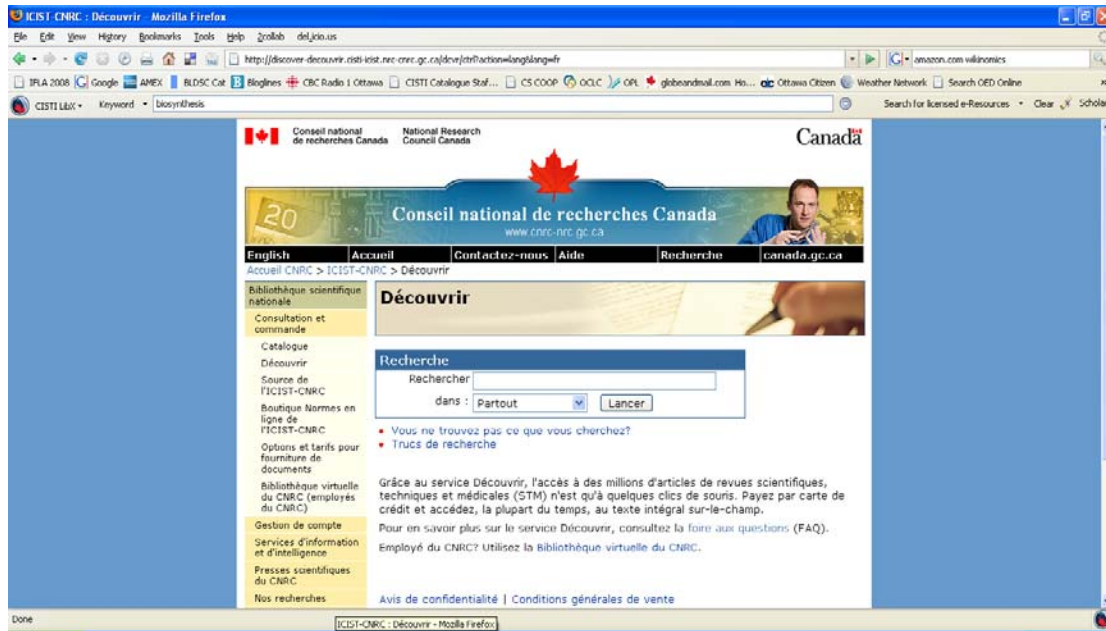 ICIST-CNRC : Découvrir - Mozilla Firefox
File Edit View History Bookmarks Tools Help 2collab del.icio.us
http://discover-decouvrir.cisti-icist.nrc-cnrc.gc.ca/dcvr/ctrl?action=lang&lang=fr
amazon.com wikinomics
IFLA 2008 Google AMEX BLDSC Cat Bloglines CBC Radio 1 Ottawa CISTI Catalogue Staf... CS COOP OCLC OPL globeandmail.com Ho... Ottawa Citizen Weather Network Search OED Online
CISTI LibX Keyword biosynthesis Search for licensed e-Resources Clear Scholar
Conseil national National Research
de recherches Canada Council Canada
Canada
20
Conseil national de recherches Canada
www.cnrc-nrc.gc.ca
English Accueil Contactez-nous Aide Recherche canada.gc.ca
Accueil CNRC > ICIST-CNRC > Découvrir
Bibliothèque scientifique
nationale
Consultation et
commande
Catalogue
Découvrir
Source de
l'ICIST-CNRC
Boutique Normes en
ligne de
l'ICIST-CNRC
Options et tarifs pour
fourniture de
documents
Bibliothèque virtuelle
du CNRC (employés
du CNRC)
Gestion de compte
Services d'information
et d'intelligence
Presses scientifiques
du CNRC
Nos recherches
Découvrir
Recherche
Rechercher
dans : Partout Lancer
Vous ne trouvez pas ce que vous cherchez?
Trucs de recherche
Grâce au service Découvrir, l'accès à des millions d'articles de revues scientifiques,
techniques et médicales (STM) n'est qu'à quelques clics de souris. Payez par carte de
crédit et accédez, la plupart du temps, au texte intégral sur-le-champ.
Pour en savoir plus sur le service Découvrir, consultez la foire aux questions (FAQ).
Employé du CNRC? Utilisez la Bibliothèque virtuelle du CNRC.
Avis de confidentialité | Conditions générales de vente
Done
ICIST-CNRC : Découvrir - Mozilla Firefox